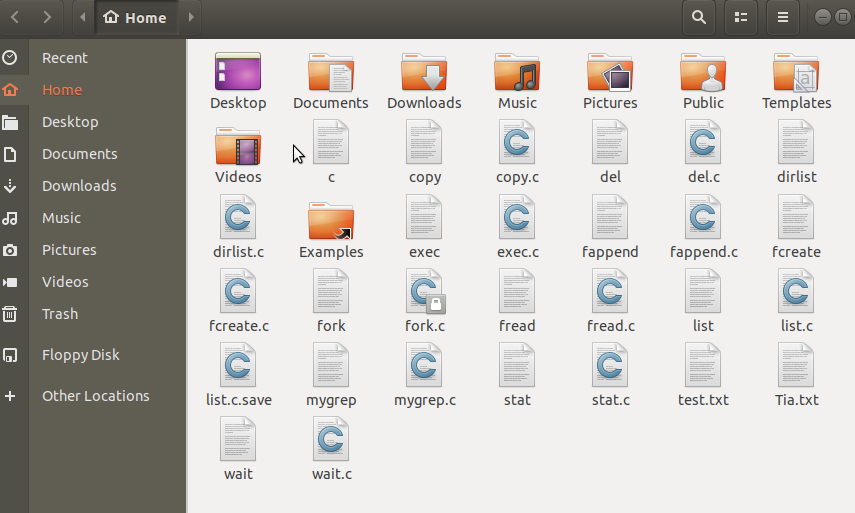 Home
Recent
Home
Desktop
Documents
Downloads
Music
Pictures
Videos
Trash
Floppy Disk
Other Locations
Desktop Documents Downloads Music Pictures Public Templates
Videos c copy copy.c del del.c dirlist
dirlist.c Examples exec exec.c fappend fappend.c fcreate
fcreate.c fork fork.c fread fread.c list list.c
list.c.save mygrep mygrep.c stat stat.c test.txt Tia.txt
wait wait.c